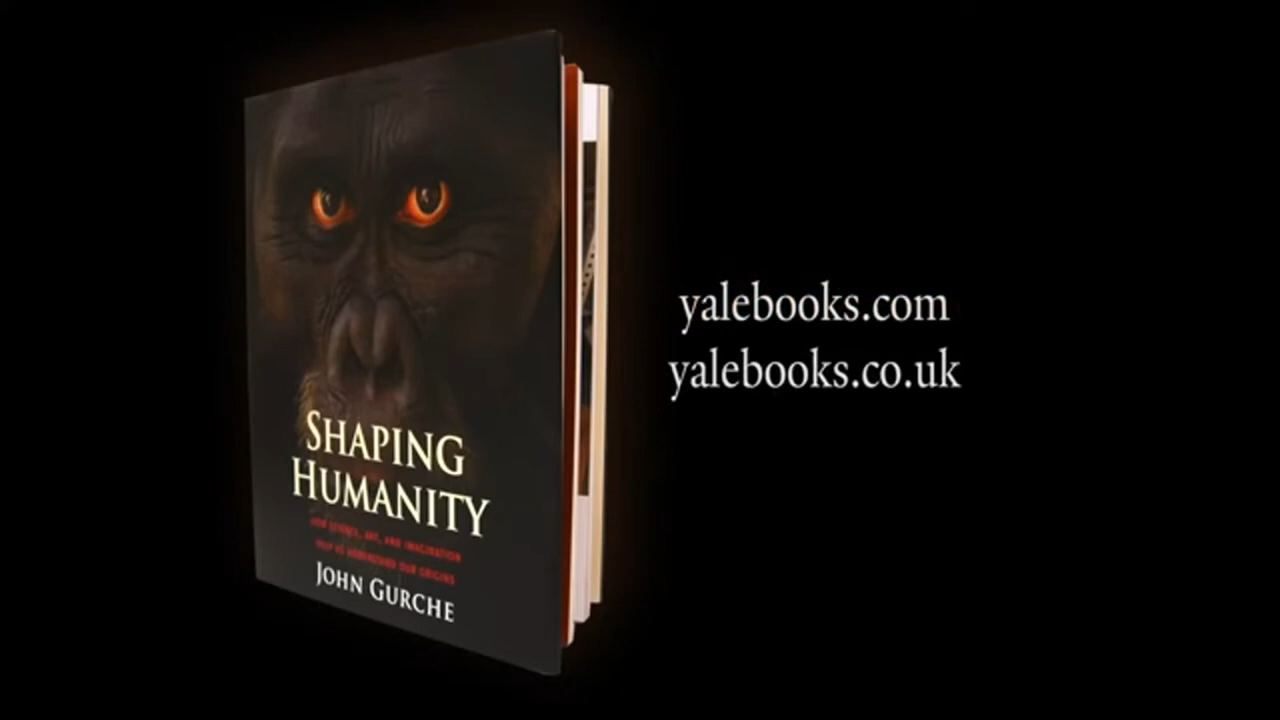 SHAPING
HUMANITY
HOW SCIENCE, ART, AND IMAGINATION
HELP US UNDERSTAND OUR ORIGINS
JOHN GURCHE
yalebooks.com
yalebooks.co.uk